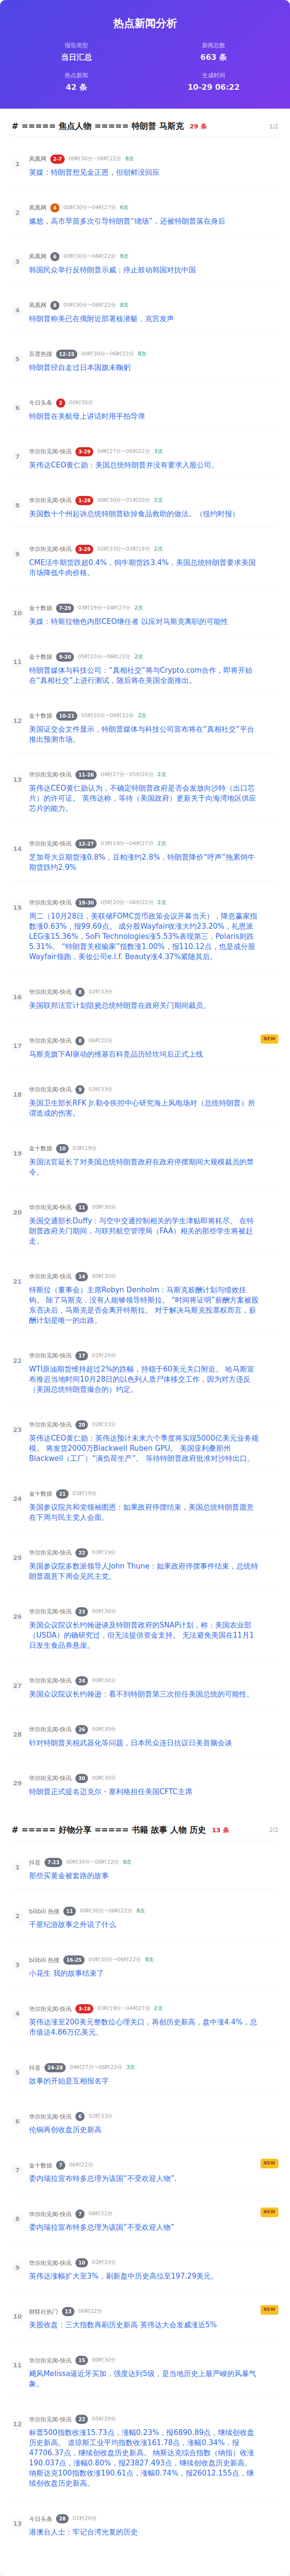 热点新闻分析
报告类型
当日汇总
新闻总数
663 条
热点新闻
42 条
生成时间
10-29 06:22
# ===== 焦点人物 ===== 特朗普 马斯克 29 条 1/2
1
凤凰网 2-7 00时30分~06时22分 8次
英媒：特朗普想见金正恩，但朝鲜没回应
2
凤凰网 4 00时30分~04时27分 6次
尴尬，高市早苗多次引导特朗普“绕场”，还被特朗普落在身后
3
凤凰网 6 00时30分~06时22分 8次
韩国民众举行反特朗普示威：停止鼓动韩国对抗中国
4
凤凰网 8 00时30分~06时22分 8次
特朗普称美已在俄附近部署核潜艇，克宫发声
5
百度热搜 12-15 00时30分~06时22分 8次
特朗普径自走过日本国旗未鞠躬
6
今日头条 2 00时30分
特朗普在美航母上讲话时用手拍导弹
7
华尔街见闻-快讯 3-29 04时27分~06时22分 3次
英伟达CEO黄仁勋：美国总统特朗普并没有要求入股公司。
8
华尔街见闻-快讯 1-28 00时30分~01时20分 2次
美国数十个州起诉总统特朗普砍掉食品救助的做法。（纽约时报）
9
华尔街见闻-快讯 3-29 02时33分~03时19分 2次
CME活牛期货跌超0.4%，饲牛期货跌3.4%，美国总统特朗普要求美国
市场降低牛肉价格。
10
金十数据 7-29 03时19分~04时27分 2次
美媒：特斯拉物色内部CEO继任者 以应对马斯克离职的可能性
11
金十数据 9-20 05时20分~06时22分 2次
特朗普媒体与科技公司：“真相交流”将与Crypto.com合作，即将开始
在“真相交流”上进行测试，随后将在美国全面推出。
12
金十数据 10-21 05时20分~06时22分 2次
美国证交会文件显示，特朗普媒体与科技公司宣布将在“真相交流”平台
推出预测市场。
13
华尔街见闻-快讯 11-26 04时27分~05时20分 2次
英伟达CEO黄仁勋认为，不确定特朗普政府是否会发放向沙特（出口芯
片）的许可证。 英伟达称，等待（美国政府）更新关于向海湾地区供应
芯片的能力。
14
华尔街见闻-快讯 12-27 03时19分~04时27分 2次
芝加哥大豆期货涨0.8%，豆粕涨约2.8%，特朗普降价“呼声”拖累饲牛
期货跌约2.9%
15
华尔街见闻-快讯 19-30 05时20分~06时22分 2次
周二（10月28日，美联储FOMC货币政策会议开幕当天），降息赢家指
数涨0.63%，报99.69点。 成分股Wayfair收涨大约23.20%，礼恩派
LEG涨15.36%，SoFi Technologies涨5.53%表现第三，Polaris则跌
5.31%。 “特朗普关税输家”指数涨1.00%，报110.12点，也是成分股
Wayfair领跑，美妆公司e.l.f. Beauty涨4.37%紧随其后。
16
华尔街见闻-快讯 8 02时33分
美国联邦法官计划阻挠总统特朗普在政府关门期间裁员。
17
华尔街见闻-快讯 8 06时22分 NEW
马斯克旗下AI驱动的维基百科竞品历经坎坷后正式上线
18
华尔街见闻-快讯 9 02时33分
美国卫生部长RFK Jr.勒令疾控中心研究海上风电场对（总统特朗普）所
谓造成的伤害。
19
金十数据 10 03时19分
美国法官延长了对美国总统特朗普政府在政府停摆期间大规模裁员的禁
令。
20
华尔街见闻-快讯 11 00时30分
美国交通部长Duffy：与空中交通控制相关的学生津贴即将耗尽。 在特
朗普政府关门期间，与联邦航空管理局（FAA）相关的那些学生将被赶
走。
21
华尔街见闻-快讯 14 00时30分
特斯拉（董事会）主席Robyn Denholm：马斯克薪酬计划与绩效挂
钩。 除了马斯克，没有人能够领导特斯拉。 “时间将证明”薪酬方案被股
东否决后，马斯克是否会离开特斯拉。 对于解决马斯克投票权而言，薪
酬计划是唯一的出路。
22
华尔街见闻-快讯 17 01时20分
WTI原油期货维持超过2%的跌幅，持稳于60美元关口附近。 哈马斯宣
布推迟当地时间10月28日的以色列人质尸体移交工作，因为对方违反
（美国总统特朗普撮合的）约定。
23
华尔街见闻-快讯 20 02时33分
英伟达CEO黄仁勋：英伟达预计未来六个季度将实现5000亿美元业务规
模。 将发货2000万Blackwell Ruben GPU。 美国亚利桑那州
Blackwell（工厂）“满负荷生产”。 等待特朗普政府批准对沙特出口。
24
金十数据 21 03时19分
美国参议院共和党领袖图恩：如果政府停摆结束，美国总统特朗普愿意
在下周与民主党人会面。
25
华尔街见闻-快讯 22 03时19分
美国参议院多数派领导人John Thune：如果政府停摆事件结束，总统特
朗普愿意下周会见民主党。
26
华尔街见闻-快讯 23 00时30分
美国众议院议长约翰逊谈及特朗普政府的SNAP计划，称：美国农业部
（USDA）的确研究过，但无法提供资金支持。 无法避免美国在11月1
日发生食品券悬崖。
27
华尔街见闻-快讯 24 00时30分
美国众议院议长约翰逊：看不到特朗普第三次担任美国总统的可能性。
28
华尔街见闻-快讯 26 00时30分
针对特朗普关税武器化等问题，日本民众连日抗议日美首脑会谈
29
华尔街见闻-快讯 30 00时30分
特朗普正式提名迈克尔·塞利格担任美国CFTC主席
# ===== 好物分享 ===== 书籍 故事 人物 历史 13 条 2/2
1
抖音 7-23 00时30分~06时22分 8次
那些买黄金被套路的故事
2
bilibili 热搜 11 00时30分~06时22分 8次
千星纪游故事之外说了什么
3
bilibili 热搜 16-25 00时30分~06时22分 8次
小花生 我的故事结束了
4
华尔街见闻-快讯 3-18 03时19分~04时27分 2次
英伟达涨至200美元整数位心理关口，再创历史新高，盘中涨4.4%，总
市值达4.86万亿美元。
5
抖音 24-28 04时27分~06时22分 3次
故事的开始是互相报名字
6
华尔街见闻-快讯 6 02时33分
伦铜再创收盘历史新高
7
金十数据 7 06时22分 NEW
委内瑞拉宣布特多总理为该国“不受欢迎人物”.
8
华尔街见闻-快讯 7 06时22分 NEW
委内瑞拉宣布特多总理为该国“不受欢迎人物”
9
华尔街见闻-快讯 10 02时33分
英伟达涨幅扩大至3%，刷新盘中历史高位至197.29美元。
10
财联社热门 13 06时22分 NEW
美股收盘：三大指数再刷历史新高 英伟达大会发威涨近5%
11
华尔街见闻-快讯 15 00时30分
飓风Melissa逼近牙买加，强度达到5级，是当地历史上最严峻的风暴气
象。
12
华尔街见闻-快讯 22 05时20分
标普500指数收涨15.73点，涨幅0.23%，报6890.89点，继续创收盘
历史新高。 道琼斯工业平均指数收涨161.78点，涨幅0.34%，报
47706.37点，继续创收盘历史新高。 纳斯达克综合指数（纳指）收涨
190.037点，涨幅0.80%，报23827.493点，继续创收盘历史新高。
纳斯达克100指数收涨190.61点，涨幅0.74%，报26012.155点，继
续创收盘历史新高。
13
今日头条 28 01时20分
港澳台人士：牢记台湾光复的历史